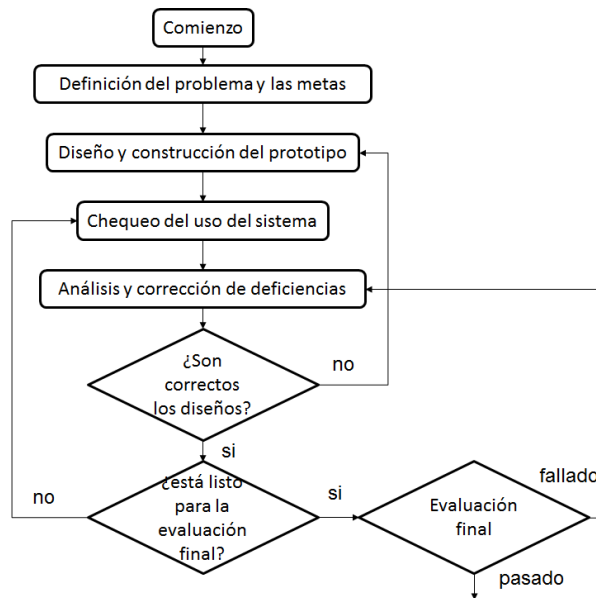 Comienzo
Definición del problema y las metas
Diseño y construcción del prototipo
Chequeo del uso del sistema
Análisis y corrección de deficiencias
¿Son
correctos
los diseños?
no
si
¿está listo
para la
evaluación
final?
no
si
Evaluación
final
fallado
pasado